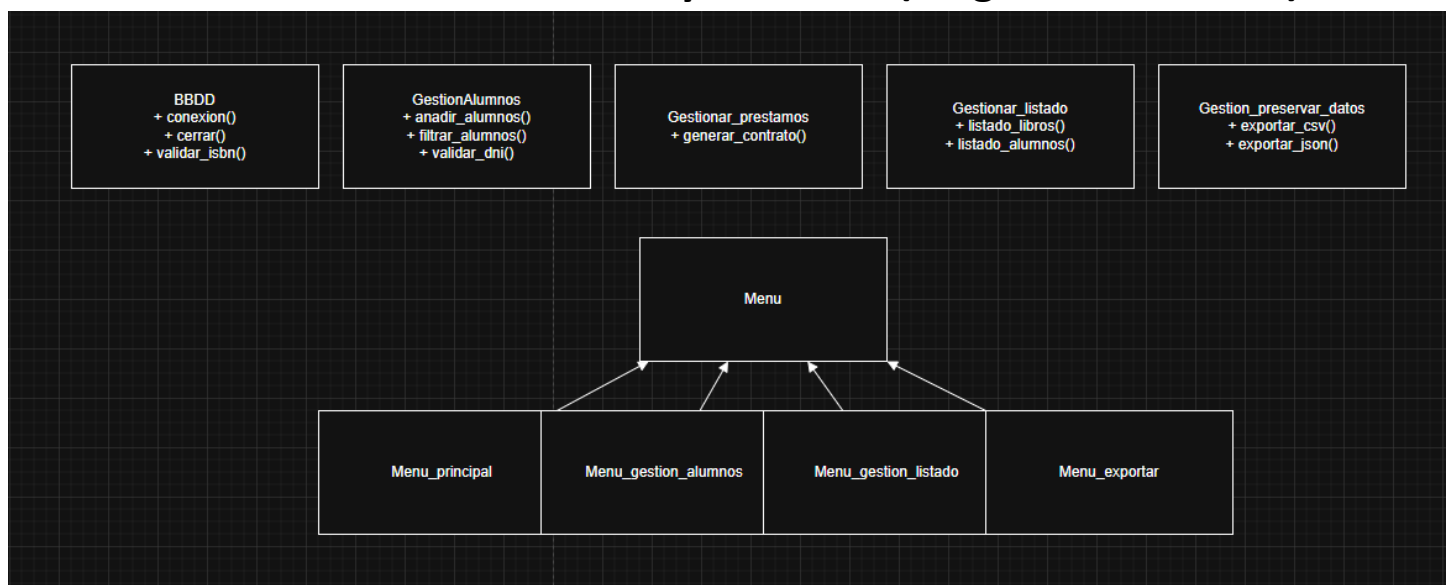 BBDD
+ conexion()
+ cerrar()
+ validar_isbn()
GestionAlumnos
+ anadir_alumnos()
+ filtrar_alumnos()
+ validar_dni()
Gestionar_prestamos
+ generar_contrato()
Gestionar_listado
+ listado_libros()
+ listado_alumnos()
Gestion_preservar_datos
+ exportar_csv()
+ exportar_json()
Menu
Menu_principal
Menu_gestion_alumnos
Menu_gestion_listado
Menu_exportar